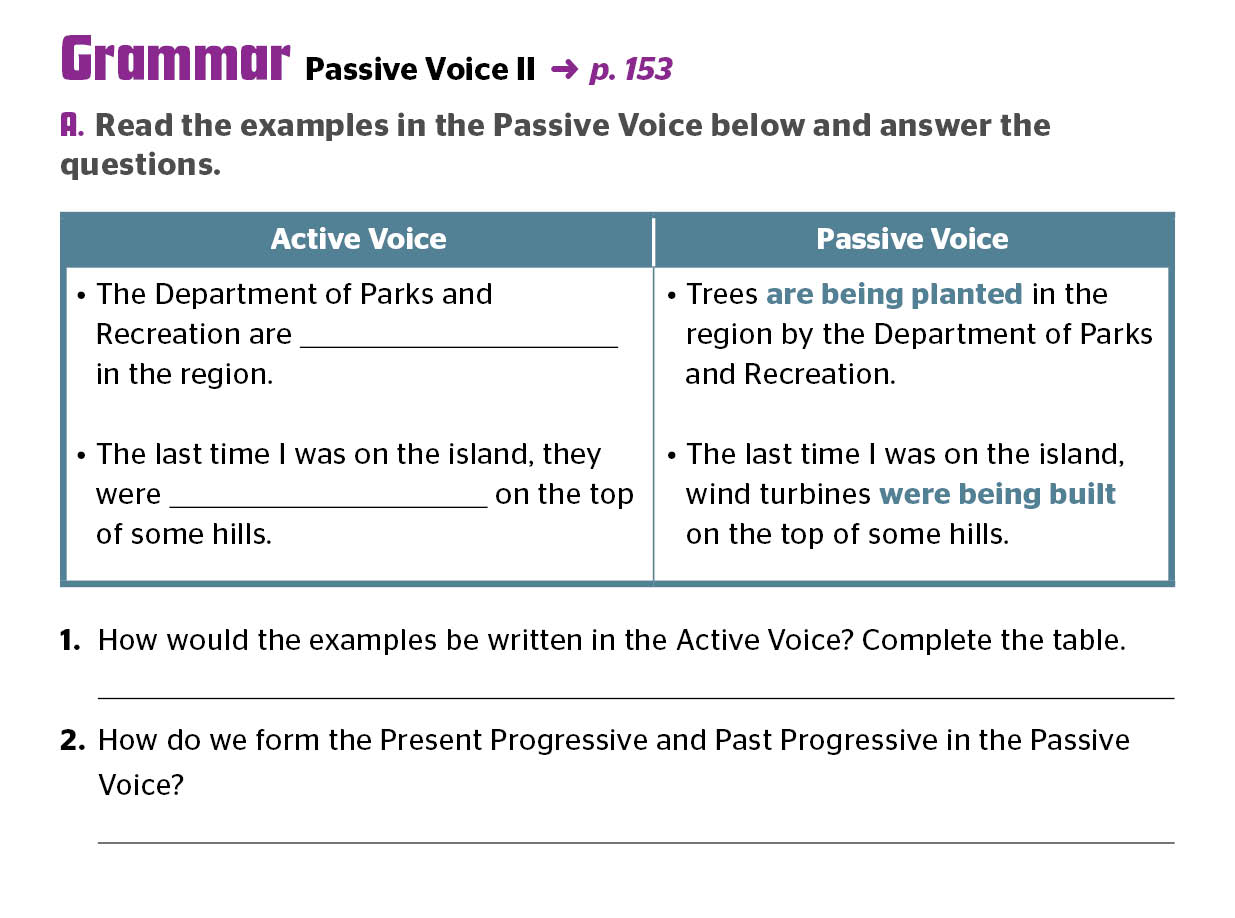 Grammar Passive Voice II → p. 153
A. Read the examples in the Passive Voice below and answer the
questions.
Active Voice
• The Department of Parks and
Recreation are ____________________
in the region.
• The last time I was on the island, they
were ____________________ on the top
of some hills.
Passive Voice
• Trees are being planted in the
region by the Department of Parks
and Recreation.
• The last time I was on the island,
wind turbines were being built
on the top of some hills.
1. How would the examples be written in the Active Voice? Complete the table.
2. How do we form the Present Progressive and Past Progressive in the Passive
Voice?